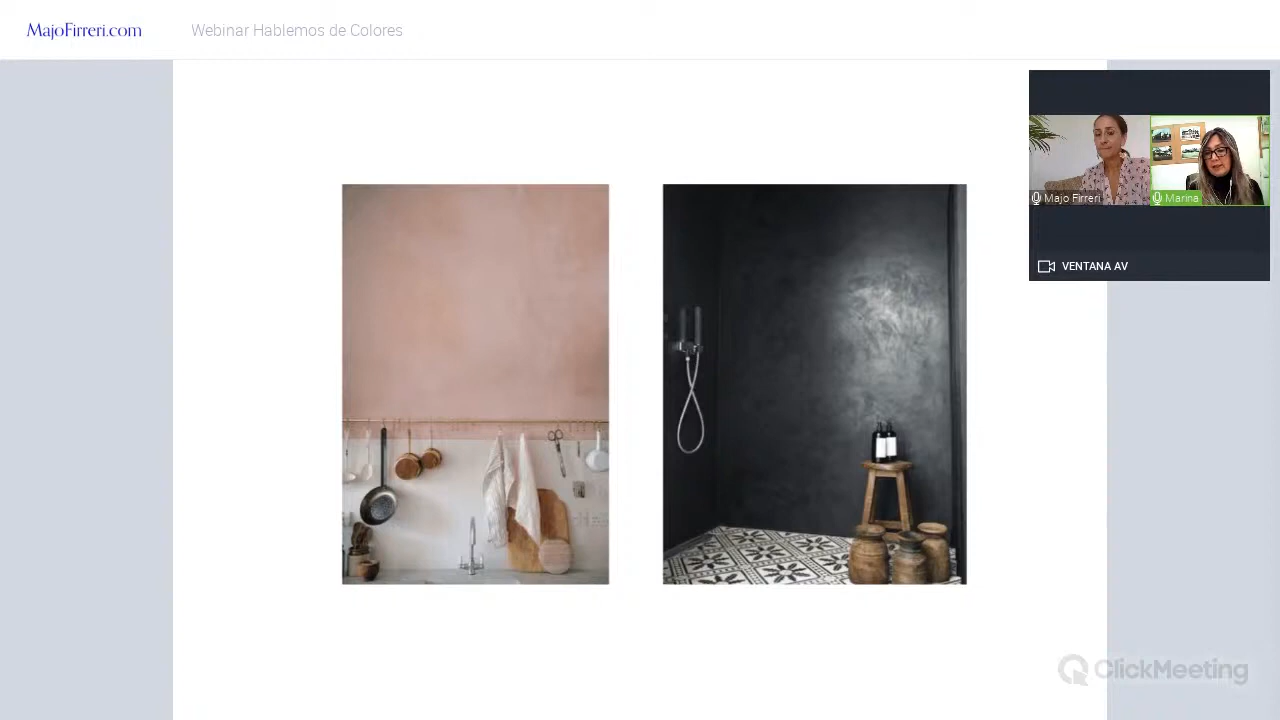 MajoFirreri.com
Webinar Hablemos de Colores
Majo Firreri
Marina
VENTANA AV
ClickMeeting